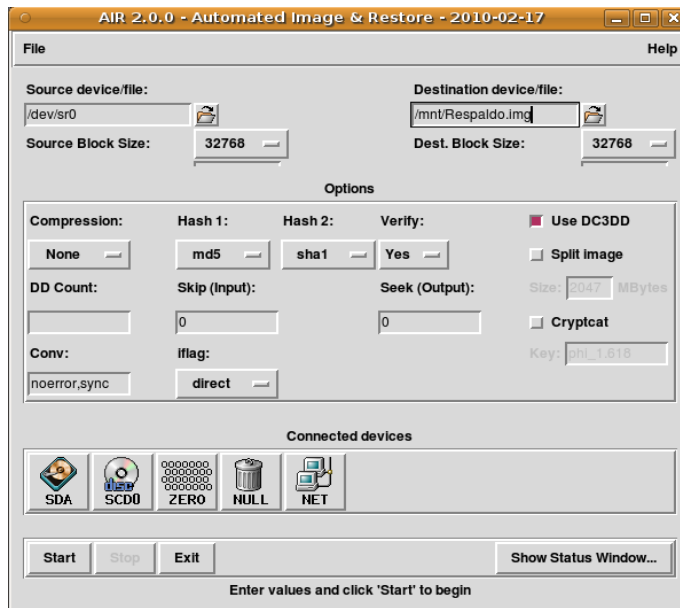 AIR 2.0.0 - Automated Image & Restore - 2010-02-17
File Help
Source device/file: Destination device/file:
/dev/sr0 /mnt/Respaldo.img
Source Block Size: 32768 Dest. Block Size: 32768
Options
Compression: Hash 1: Hash 2: Verify: Use DC3DD
None md5 sha1 Yes Split image
DD Count: Skip (Input): Seek (Output): Size: 2047 MBytes
0 0 Cryptcat
Conv: iflag: Key: phi_1.618
noerror,sync direct
Connected devices
SDA SCD0 ZERO NULL NET
Start Stop Exit Show Status Window...
Enter values and click 'Start' to begin